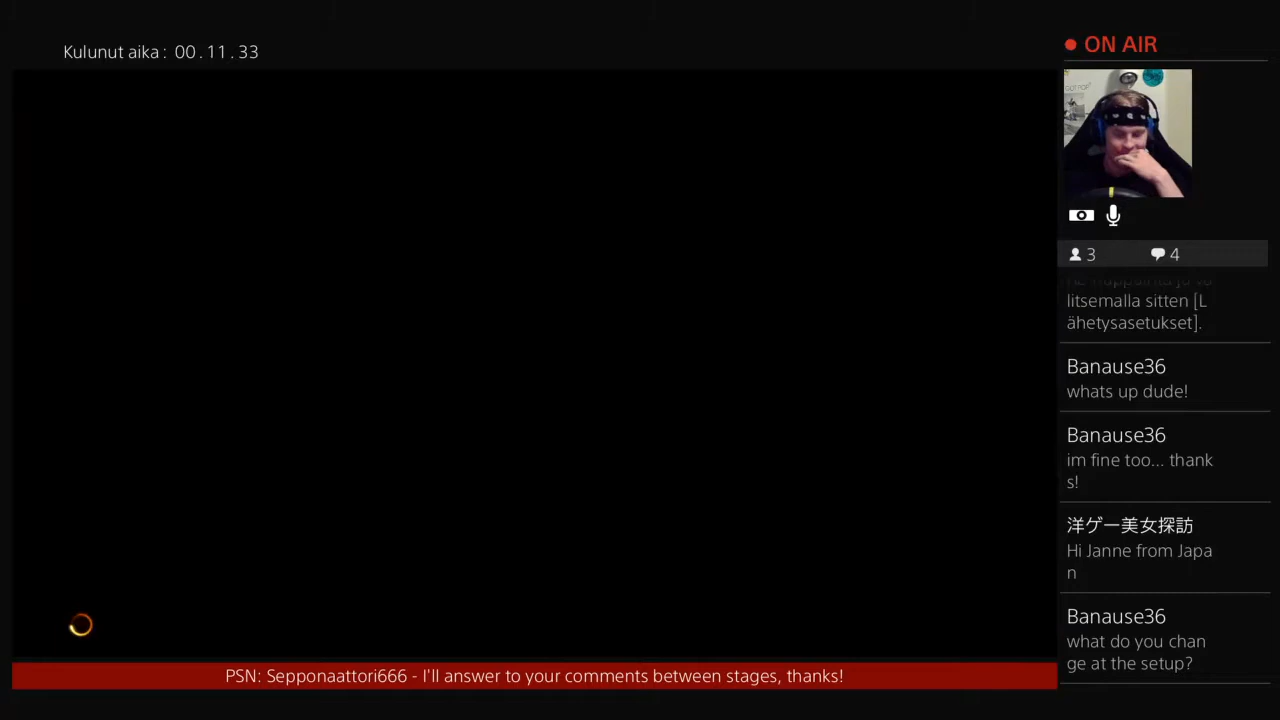 Kulunut aika : 00 . 11 . 33
ON AIR
GOT POP
3
4
litsemalla sitten [L
ähetysasetukset].
Banause36
whats up dude!
Banause36
im fine too... thank
s!
洋ゲー美女探訪
Hi Janne from Japa
n
Banause36
what do you chan
ge at the setup?
PSN: Sepponaattori666 - I'll answer to your comments between stages, thanks!